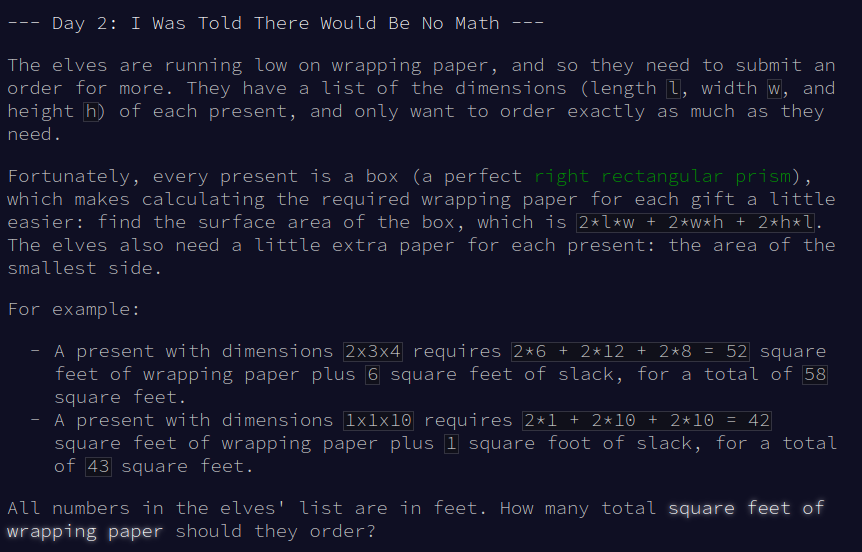 --- Day 2: I Was Told There Would Be No Math ---
The elves are running low on wrapping paper, and so they need to submit an
order for more. They have a list of the dimensions (length l, width w, and
height h) of each present, and only want to order exactly as much as they
need.
Fortunately, every present is a box (a perfect right rectangular prism),
which makes calculating the required wrapping paper for each gift a little
easier: find the surface area of the box, which is 2*l*w + 2*w*h + 2*h*l.
The elves also need a little extra paper for each present: the area of the
smallest side.
For example:
- A present with dimensions 2x3x4 requires 2*6 + 2*12 + 2*8 = 52 square
feet of wrapping paper plus 6 square feet of slack, for a total of 58
square feet.
- A present with dimensions 1x1x10 requires 2*1 + 2*10 + 2*10 = 42
square feet of wrapping paper plus 1 square foot of slack, for a total
of 43 square feet.
All numbers in the elves' list are in feet. How many total square feet of
wrapping paper should they order?